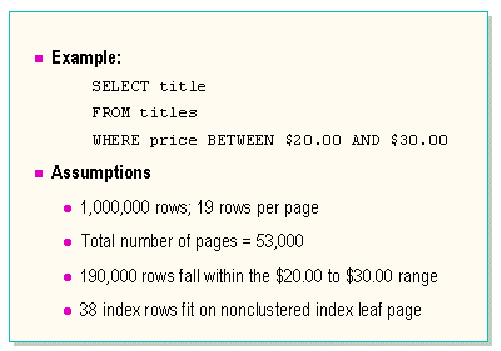 Example:
SELECT title
FROM titles
WHERE price BETWEEN $20.00 AND $30.00
Assumptions
1,000,000 rows; 19 rows per page
Total number of pages = 53,000
190,000 rows fall within the $20.00 to $30.00 range
38 index rows fit on nonclustered index leaf page